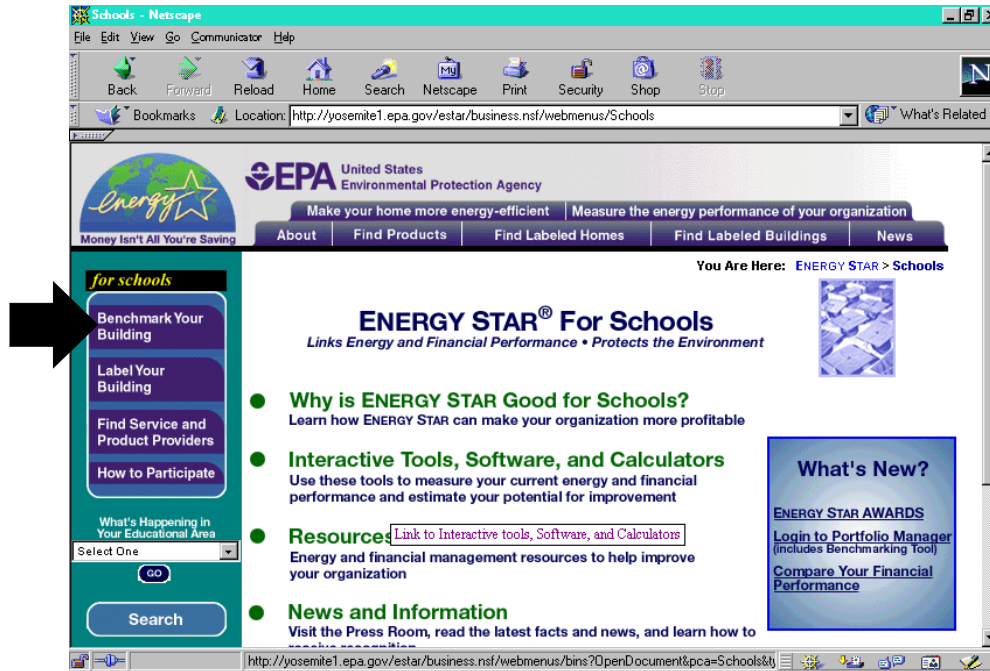 Schools - Netscape
File Edit View Go Communicator Help
Back Forward Reload Home Search Netscape Print Security Shop Stop
My
N
Bookmarks Location: http://yosemite1.epa.gov/estar/business.nsf/webmenus/Schools What's Related
energy
Money Isn't All You're Saving
EPA United States
Environmental Protection Agency
Make your home more energy-efficient Measure the energy performance of your organization
About Find Products Find Labeled Homes Find Labeled Buildings News
You Are Here: ENERGY STAR > Schools
for schools
Benchmark Your
Building
Label Your
Building
Find Service and
Product Providers
How to Participate
What's Happening in
Your Educational Area
Select One
GO
Search
ENERGY STAR® For Schools
Links Energy and Financial Performance • Protects the Environment
Why is ENERGY STAR Good for Schools?
Learn how ENERGY STAR can make your organization more profitable
Interactive Tools, Software, and Calculators
Use these tools to measure your current energy and financial
performance and estimate your potential for improvement
Resources
Link to Interactive tools, Software, and Calculators
Energy and financial management resources to help improve
your organization
News and Information
Visit the Press Room, read the latest facts and news, and learn how to
receive recognition
What's New?
ENERGY STAR AWARDS
Login to Portfolio Manager
(includes Benchmarking Tool)
Compare Your Financial
Performance
http://yosemite1.epa.gov/estar/business.nsf/webmenus/bins?OpenDocument&pca=Schools&t